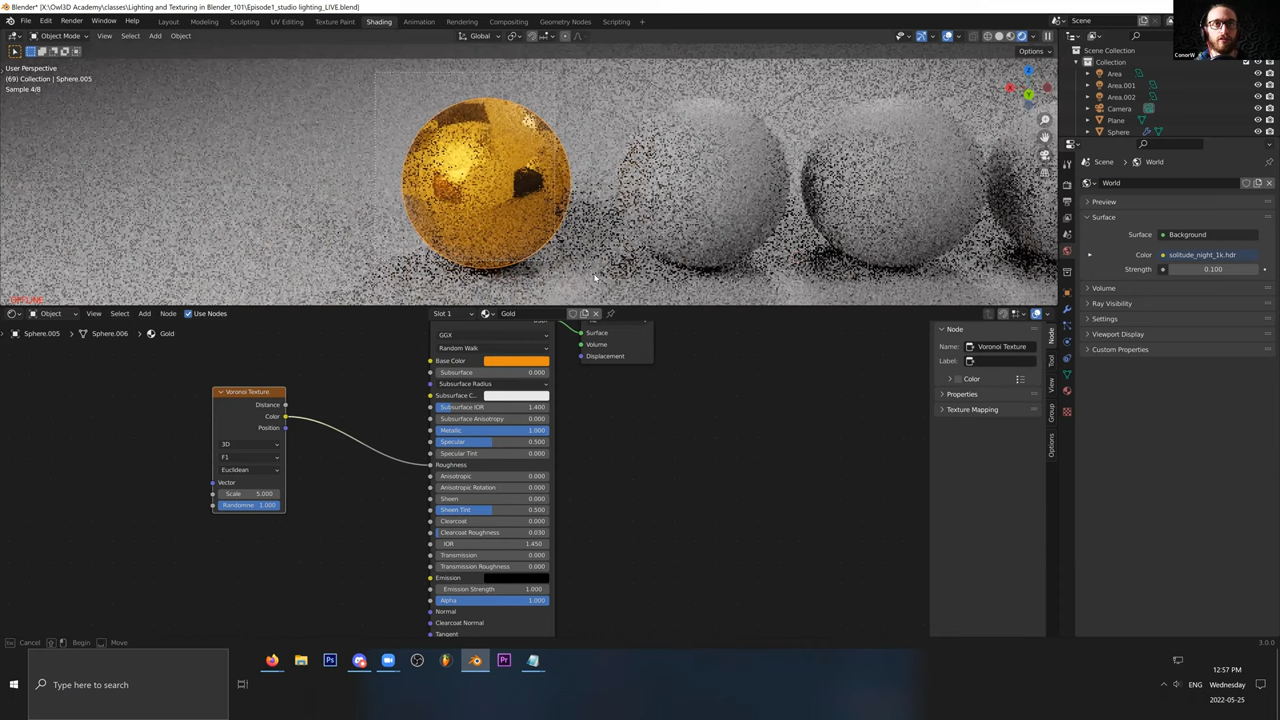 Blender* [X:\Owl3D Academy\classes\Lighting and Texturing in Blender_101\Episode1_studio lighting_LIVE.blend]
File Edit Render Window Help Layout Modeling Sculpting UV Editing Texture Paint Shading Animation Rendering Compositing Geometry Nodes Scripting Scene
ConorW
Object Mode View Select Add Object Global
Options
User Perspective
(69) Collection | Sphere.005
Sample 4/8
Scene Collection
Collection
Area
Area.001
Area.002
Camera
Plane
Sphere
Scene World
World
Preview
Surface
Surface Background
Color solitude_night_1k.hdr
Strength 0.100
Volume
Ray Visibility
Settings
Viewport Display
Custom Properties
Object View Select Add Node Use Nodes Slot 1 Gold
Sphere.005 Sphere.006 Gold
GGX
Random Walk
Base Color
Subsurface 0.000
Subsurface Radius
Subsurface C...
Subsurface IOR 1.400
Subsurface Anisotropy 0.000
Metallic 1.000
Specular 0.500
Specular Tint 0.000
Roughness
Anisotropic 0.000
Anisotropic Rotation 0.000
Sheen 0.000
Sheen Tint 0.500
Clearcoat 0.000
Clearcoat Roughness 0.030
IOR 1.450
Transmission 0.000
Transmission Roughness 0.000
Emission
Emission Strength 1.000
Alpha 1.000
Normal
Clearcoat Normal
Tangent
Surface
Volume
Displacement
Voronoi Texture
Distance
Color
Position
3D
F1
Euclidean
Vector
Scale 5.000
Randomne 1.000
Node
Name: Voronoi Texture
Label:
Color
Properties
Texture Mapping
Node
Tool
View
Group
Options
Cancel Begin Move 3.0.0
Type here to search
ENG
12:57 PM
Wednesday
2022-05-25